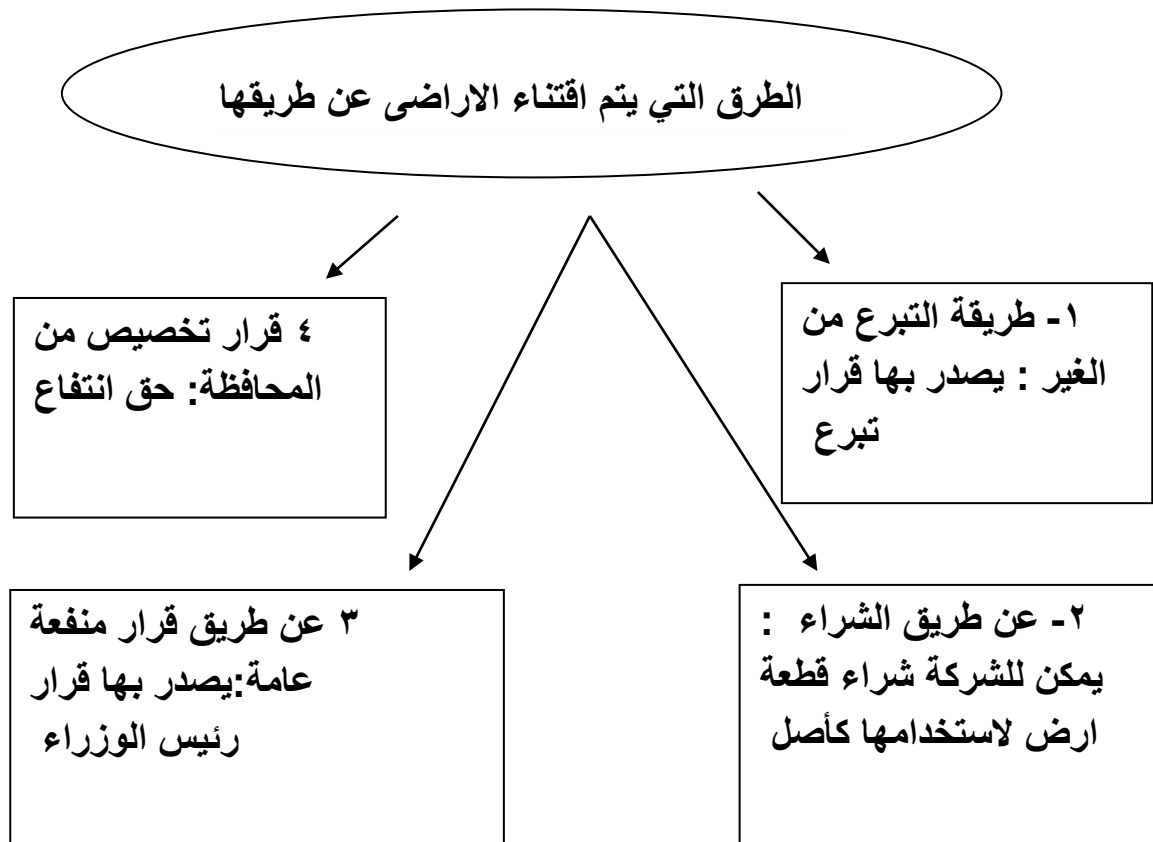 الطرق التي يتم اقتناء الاراضى عن طريقها
١- طريقة التبرع من
الغير : يصدر بها قرار
تبرع
٢- عن طريق الشراء :
يمكن للشركة شراء قطعة
ارض لاستخدامها كأصل
٣ عن طريق قرار منفعة
عامة:يصدر بها قرار
رئيس الوزراء
٤ قرار تخصيص من
المحافظة: حق انتفاع